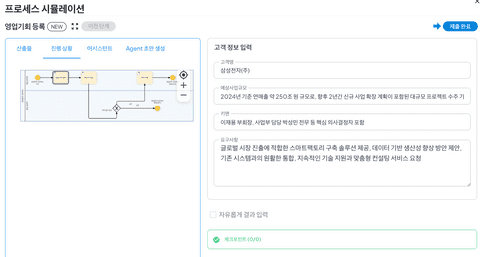 프로세스 시뮬레이션
영업기회 등록 NEW 이전단계
제출 완료
산출물 진행 상황 어시스턴트 Agent 초안 생성
고객 정보 입력
고객명
삼성전자(주)
예상사업규모
2024년 기준 연매출 약 250조 원 규모로, 향후 2년간 신규 사업 확장 계획이 포함된 대규모 프로젝트 수주 기
키맨
이재용 부회장, 사업부 담당 박성민 전무 등 핵심 의사결정자 포함
요구사항
글로벌 시장 진출에 적합한 스마트팩토리 구축 솔루션 제공, 데이터 기반 생산성 향상 방안 제안,
기존 시스템과의 원활한 통합, 지속적인 기술 지원과 맞춤형 컨설팅 서비스 요청
자유롭게 결과 입력
체크포인트 (0/0)